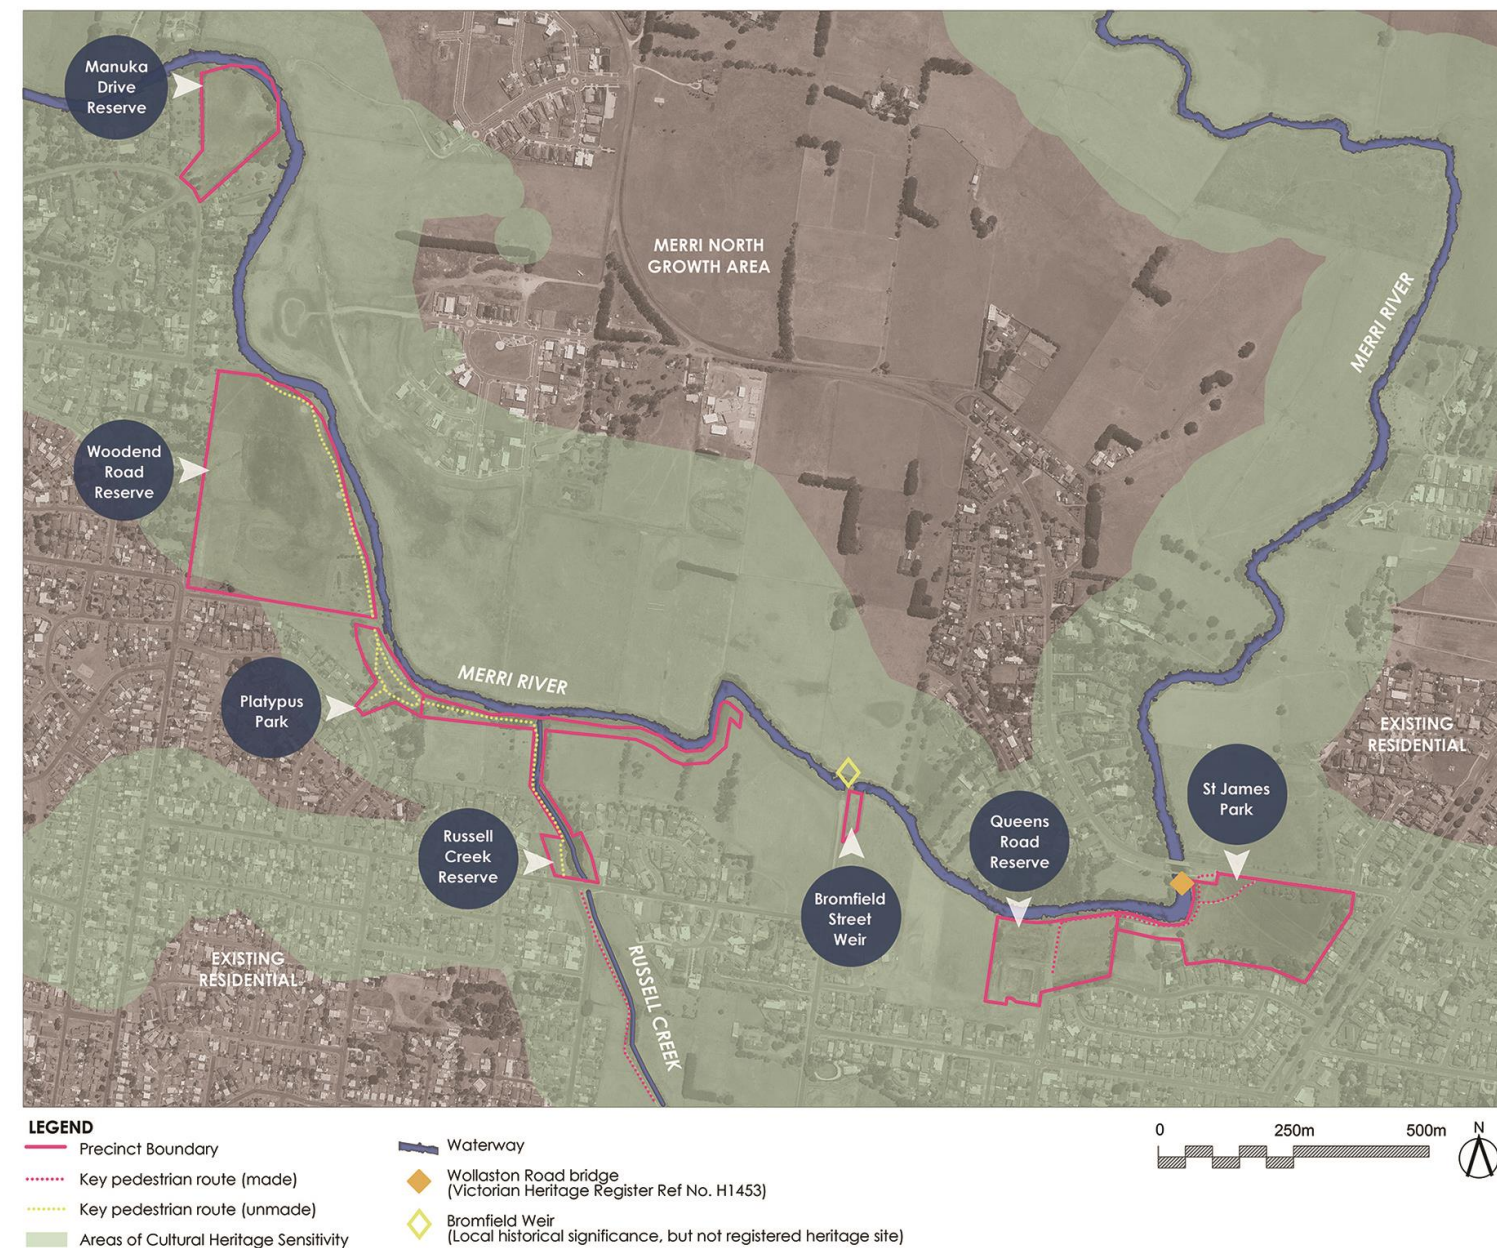 Manuka
Drive
Reserve
MERRI NORTH
GROWTH AREA
MERRI RIVER
Woodend
Road
Reserve
MERRI RIVER
Platypus
Park
EXISTING
RESIDENTIAL
St James
Park
Queens
Road
Reserve
Russell
Creek
Reserve
Bromfield
Street
Weir
EXISTING
RESIDENTIAL
RUSSELL CREEK
LEGEND
Precinct Boundary
Key pedestrian route (made)
Key pedestrian route (unmade)
Areas of Cultural Heritage Sensitivity
Waterway
Wollaston Road bridge
(Victorian Heritage Register Ref No. H1453)
Bromfield Weir
(Local historical significance, but not registered heritage site)
0 250m 500m
N